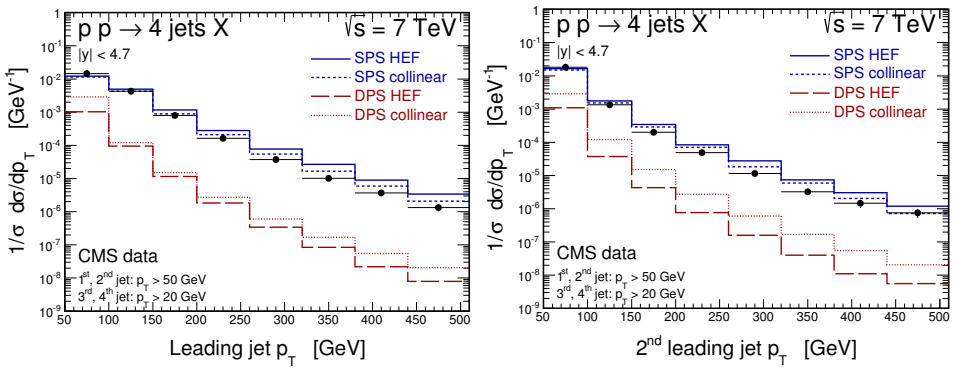 p p → 4 jets X √s = 7 TeV
|y| < 4.7
SPS HEF
SPS collinear
DPS HEF
DPS collinear
1/σ dσ/dp_T [GeV⁻¹]
10⁻¹
10⁻²
10⁻³
10⁻⁴
10⁻⁵
10⁻⁶
10⁻⁷
10⁻⁸
10⁻⁹
1
CMS data
1st, 2nd jet: p_T > 50 GeV
3rd, 4th jet: p_T > 20 GeV
50 100 150 200 250 300 350 400 450 500
Leading jet p_T [GeV]
p p → 4 jets X √s = 7 TeV
|y| < 4.7
SPS HEF
SPS collinear
DPS HEF
DPS collinear
1/σ dσ/dp_T [GeV⁻¹]
1
10⁻¹
10⁻²
10⁻³
10⁻⁴
10⁻⁵
10⁻⁶
10⁻⁷
10⁻⁸
10⁻⁹
CMS data
1st, 2nd jet: p_T > 50 GeV
3rd, 4th jet: p_T > 20 GeV
50 100 150 200 250 300 350 400 450 500
2nd leading jet p_T [GeV]